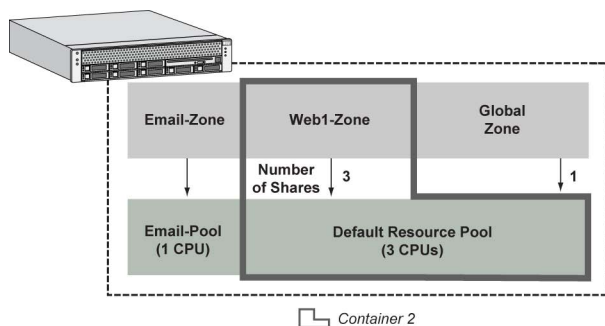 Email-Zone
Web1-Zone
Global
Zone
Number
of Shares
3
1
Email-Pool
(1 CPU)
Default Resource Pool
(3 CPUs)
Container 2